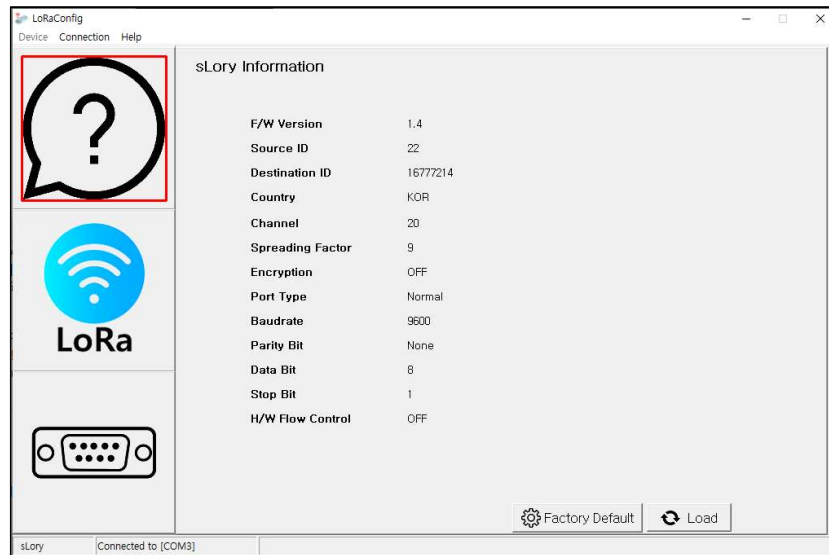 LoRaConfig
Device Connection Help
sLory Information
F/W Version 1.4
Source ID 22
Destination ID 16777214
Country KOR
Channel 20
Spreading Factor 9
Encryption OFF
Port Type Normal
Baudrate 9600
Parity Bit None
Data Bit 8
Stop Bit 1
H/W Flow Control OFF
?
LoRa
Factory Default Load
sLory Connected to [COM3]